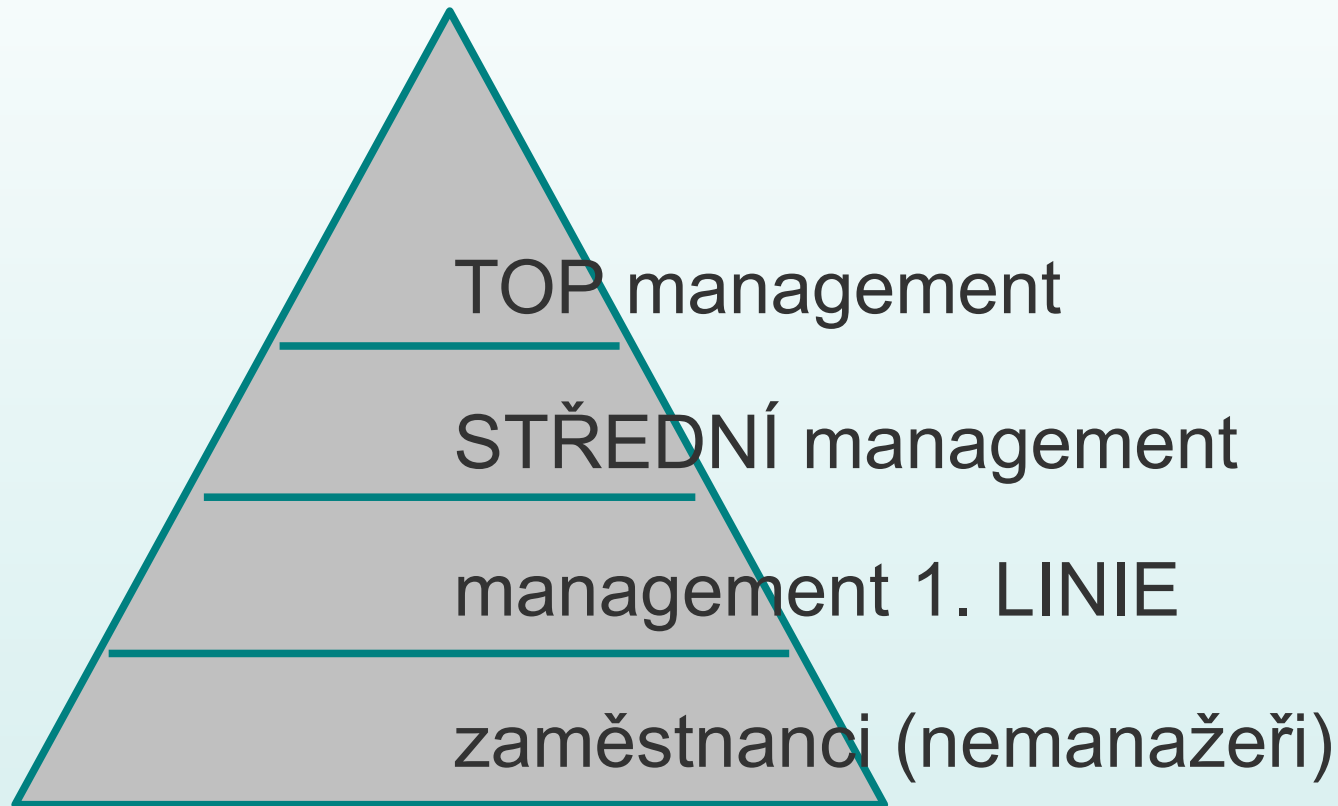 TOP management
STŘEDNÍ management
management 1. LINIE
zaměstnanci (nemanažeři)